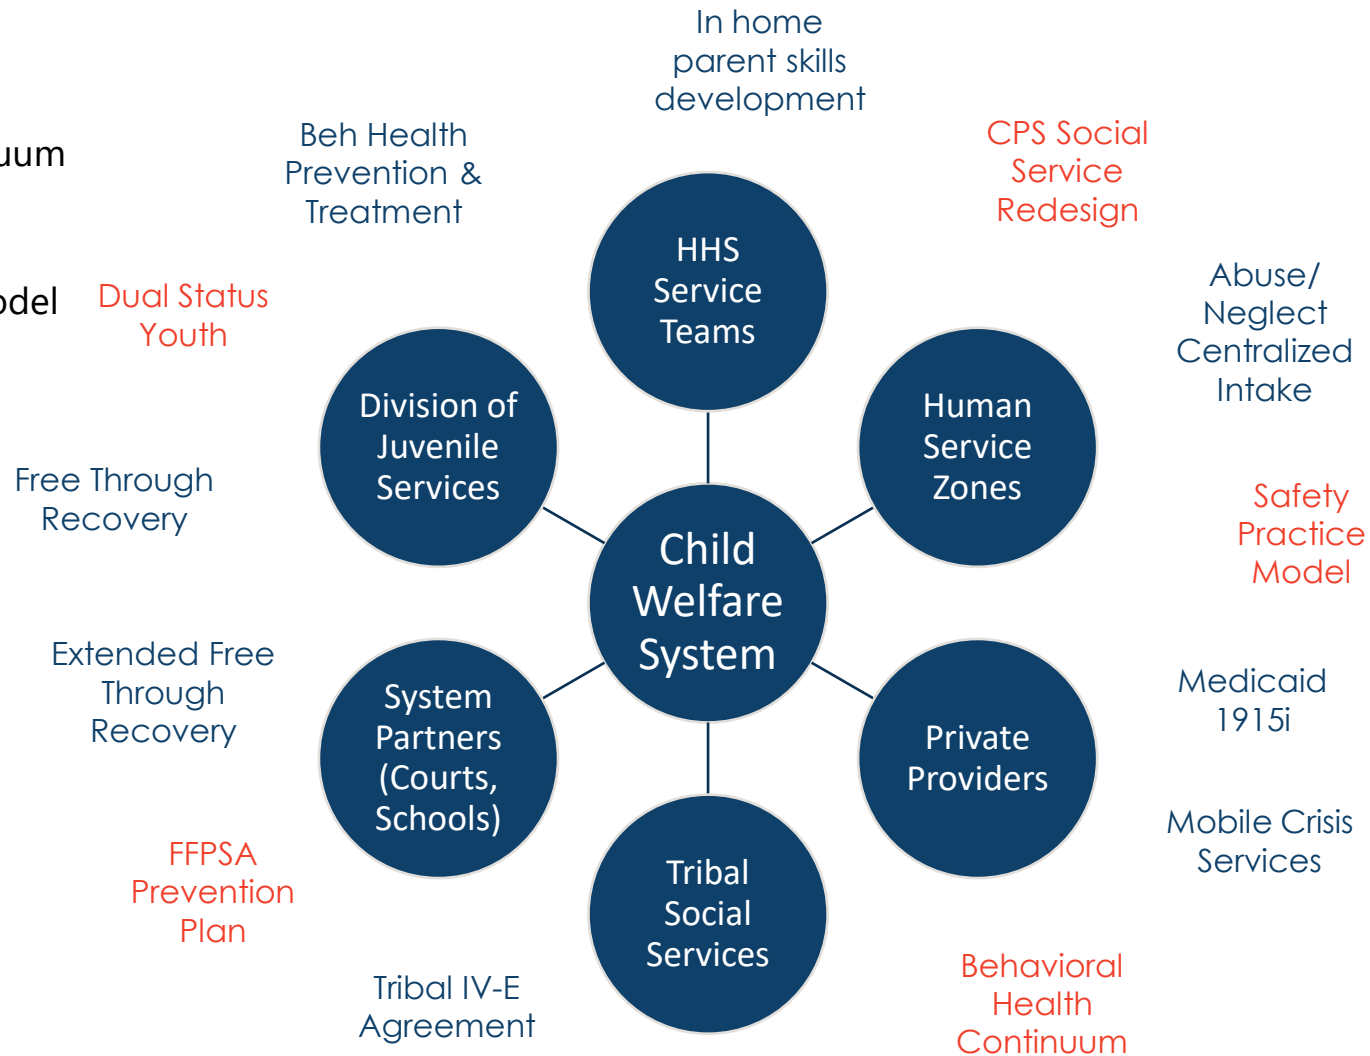 In home
parent skills
development
Beh Health
Prevention &
Treatment
CPS Social
Service
Redesign
HHS
Service
Teams
Dual Status
Youth
Abuse/
Neglect
Centralized
Intake
Division of
Juvenile
Services
Human
Service
Zones
Free Through
Recovery
Safety
Practice
Model
Child
Welfare
System
Extended Free
Through
Recovery
System
Partners
(Courts,
Schools)
Medicaid
1915i
Private
Providers
Mobile Crisis
Services
FFPSA
Prevention
Plan
Tribal
Social
Services
Tribal IV-E
Agreement
Behavioral
Health
Continuum